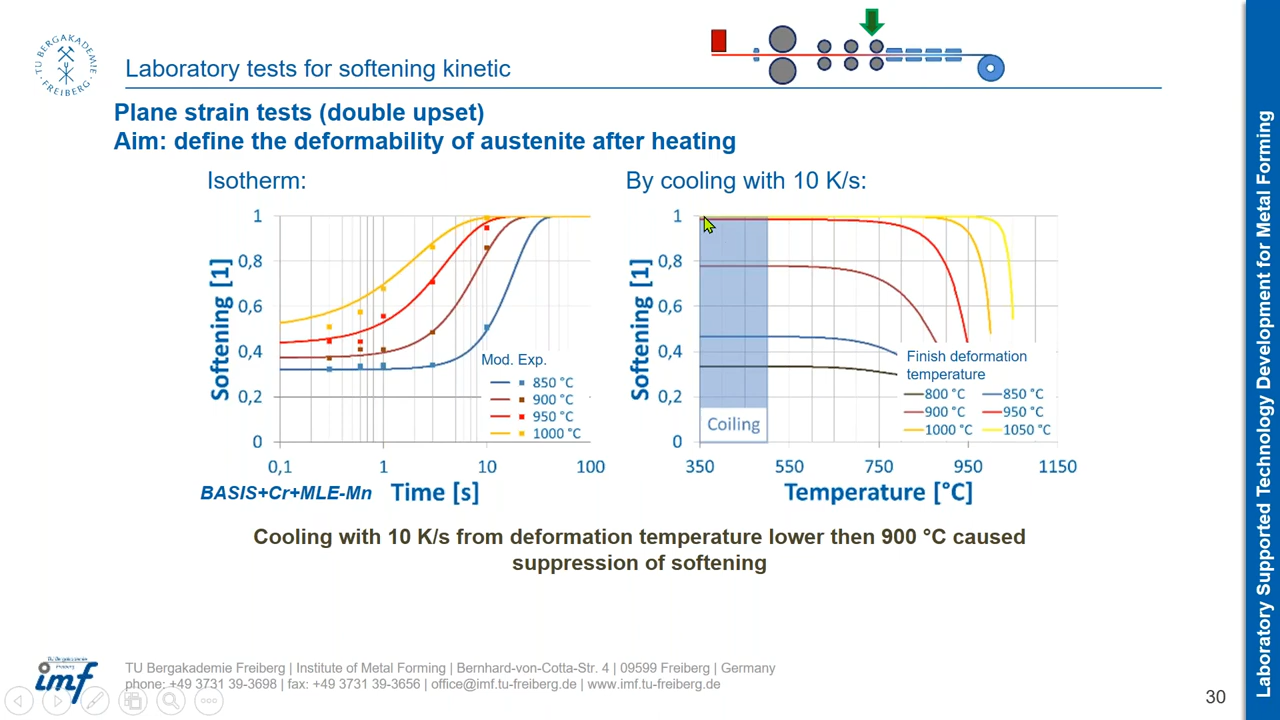 TU BERGAKADEMIE FREIBERG
Laboratory tests for softening kinetic
Plane strain tests (double upset)
Aim: define the deformability of austenite after heating
Isotherm:
By cooling with 10 K/s:
Softening [1]
1
0,8
0,6
0,4
0,2
0
Mod. Exp.
850 °C
900 °C
950 °C
1000 °C
0,1 1 10 100
BASIS+Cr+MLE-Mn Time [s]
Softening [1]
1
0,8
0,6
0,4
0,2
0
Coiling
Finish deformation
temperature
800 °C 850 °C
900 °C 950 °C
1000 °C 1050 °C
350 550 750 950 1150
Temperature [°C]
Cooling with 10 K/s from deformation temperature lower then 900 °C caused
suppression of softening
imf
TU Bergakademie Freiberg | Institute of Metal Forming | Bernhard-von-Cotta-Str. 4 | 09599 Freiberg | Germany
phone: +49 3731 39-3698 | fax: +49 3731 39-3656 | office@imf.tu-freiberg.de | www.imf.tu-freiberg.de
30
Laboratory Supported Technology Development for Metal Forming